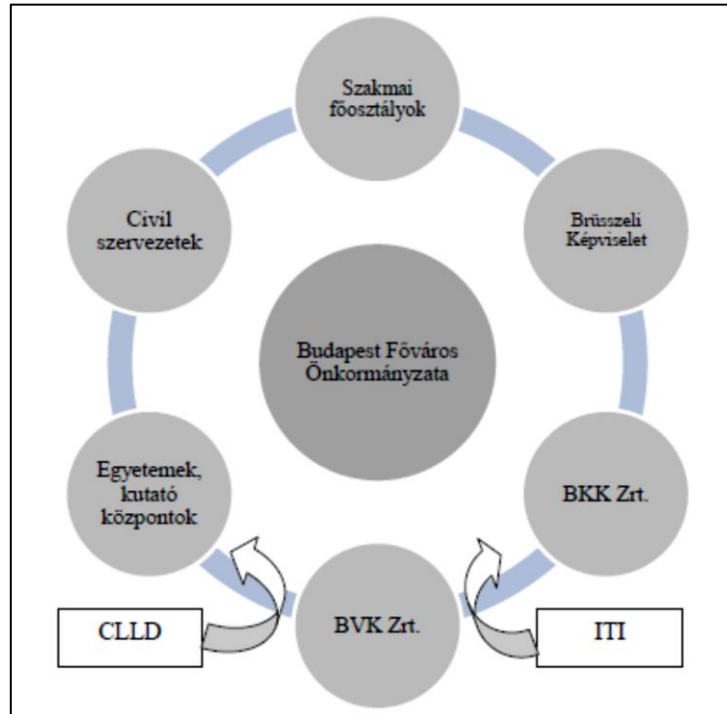 Szakmai
főosztályok
Civil
szervezetek
Brüsszeli
Képviselet
Budapest Főváros
Önkormányzata
Egyetemek,
kutató
központok
BKK Zrt.
CLLD
BVK Zrt.
ITI